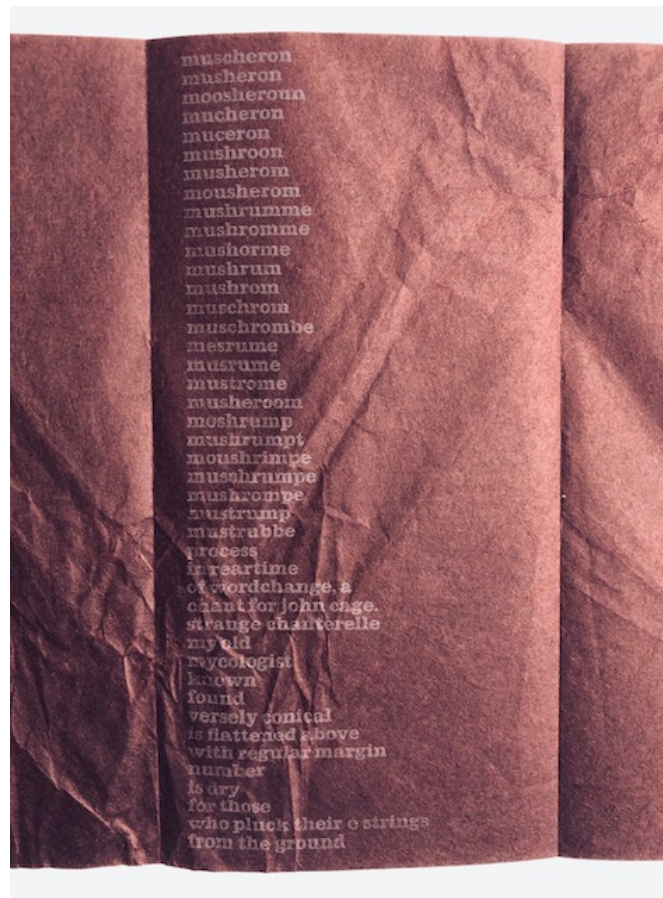 muscheron
musheron
moosheroun
mucheron
muceron
mushroon
musherom
mousherom
mushrumme
mushromme
mushorme
mushrum
mushrom
muschrom
muschrombe
mesrume
musrume
mustrome
musheroom
moshrump
mushrumpt
moushrimpe
musshrumpe
mushrompe
mustrump
mustrubbe
process
in reartime
of wordchange, a
chant for john cage.
strange chanterelle
my old
mycologist
known
found
versely conical
is flattened above
with regular margin
number
is dry
for those
who pluck their e strings
from the ground